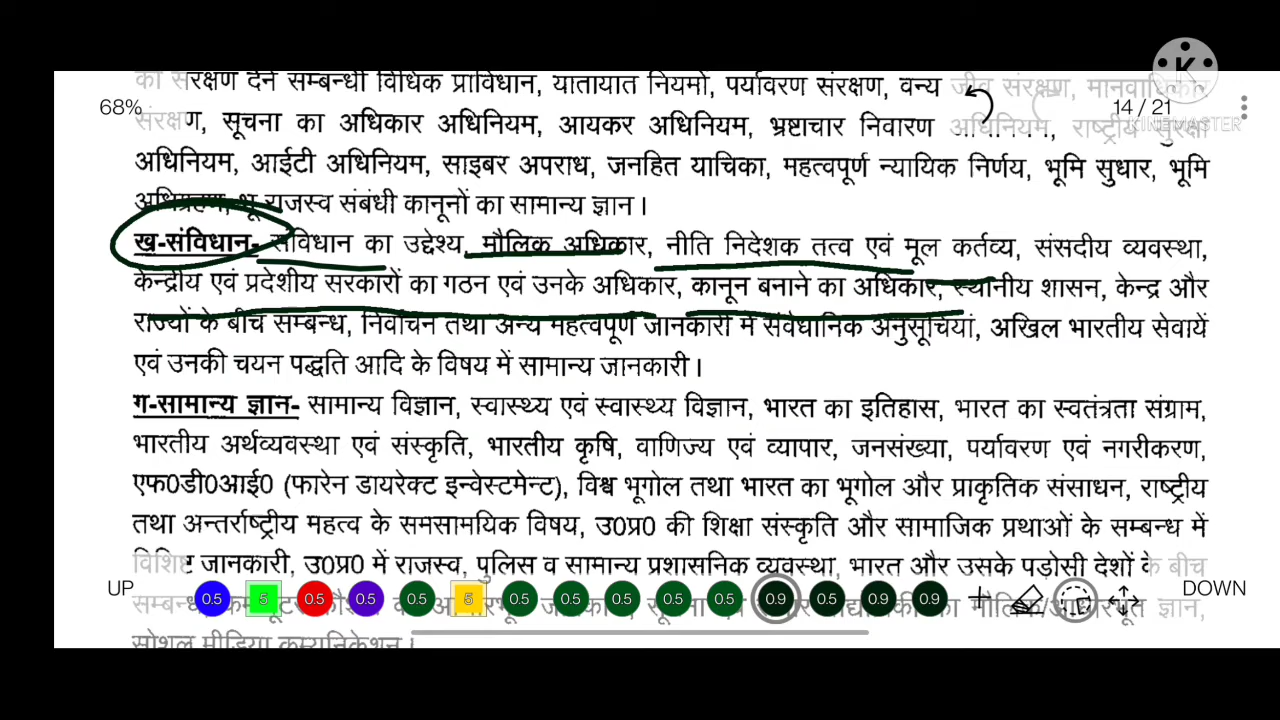 को संरक्षण देने सम्बन्धी विधिक प्राविधान, यातायात नियमों, पर्यावरण संरक्षण, वन्य जीव संरक्षण, मानवाधिकार
68%
14 / 21
KINEMASTER
संरक्षण, सूचना का अधिकार अधिनियम, आयकर अधिनियम, भ्रष्टाचार निवारण अधिनियम, राष्ट्रीय सुरक्षा
अधिनियम, आईटी अधिनियम, साइबर अपराध, जनहित याचिका, महत्वपूर्ण न्यायिक निर्णय, भूमि सुधार, भूमि
अधिग्रहण, भू राजस्व संबंधी कानूनों का सामान्य ज्ञान।
ख-संविधान- संविधान का उद्देश्य, मौलिक अधिकार, नीति निदेशक तत्व एवं मूल कर्तव्य, संसदीय व्यवस्था,
केन्द्रीय एवं प्रदेशीय सरकारों का गठन एवं उनके अधिकार, कानून बनाने का अधिकार, स्थानीय शासन, केन्द्र और
राज्यों के बीच सम्बन्ध, निर्वाचन तथा अन्य महत्वपूर्ण जानकारी में संवैधानिक अनुसूचियां, अखिल भारतीय सेवायें
एवं उनकी चयन पद्धति आदि के विषय में सामान्य जानकारी।
ग-सामान्य ज्ञान- सामान्य विज्ञान, स्वास्थ्य एवं स्वास्थ्य विज्ञान, भारत का इतिहास, भारत का स्वतंत्रता संग्राम,
भारतीय अर्थव्यवस्था एवं संस्कृति, भारतीय कृषि, वाणिज्य एवं व्यापार, जनसंख्या, पर्यावरण एवं नगरीकरण,
एफ0डी0आई0 (फारेन डायरेक्ट इन्वेस्टमेन्ट), विश्व भूगोल तथा भारत का भूगोल और प्राकृतिक संसाधन, राष्ट्रीय
तथा अन्तर्राष्ट्रीय महत्व के समसामयिक विषय, उ0प्र0 की शिक्षा संस्कृति और सामाजिक प्रथाओं के सम्बन्ध में
विशिष्ट जानकारी, उ0प्र0 में राजस्व, पुलिस व सामान्य प्रशासनिक व्यवस्था, भारत और उसके पड़ोसी देशों के बीच
UP 0.5 5 0.5 0.5 0.5 5 0.5 0.5 0.5 0.5 0.5 0.9 0.5 0.9 0.9 DOWN
मौलिक/आधारभूत ज्ञान,
सोशल मीडिया कम्युनिकेशन।